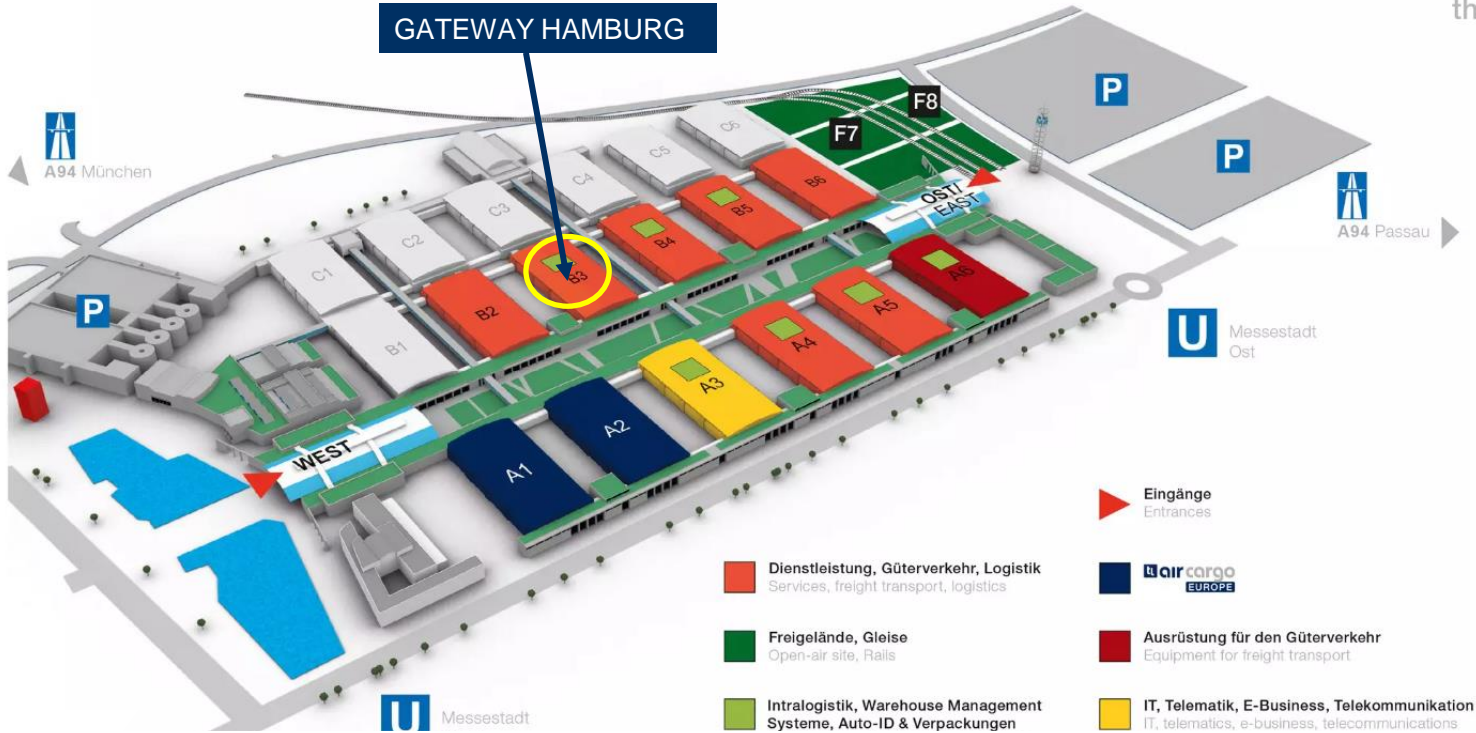 th
GATEWAY HAMBURG
P
F8
F7
C6
P
A94 München
C5
B6
OST/
EAST
C4
B5
A94 Passau
C3
B4
C2
A6
C1
B3
A5
P
B2
U
Messestadt
Ost
A4
B1
A3
A2
WEST
A1
Eingänge
Entrances
Dienstleistung, Güterverkehr, Logistik
Services, freight transport, logistics
air cargo
EUROPE
Freigelände, Gleise
Open-air site, Rails
Ausrüstung für den Güterverkehr
Equipment for freight transport
Intralogistik, Warehouse Management
Systeme, Auto-ID & Verpackungen
IT, Telematik, E-Business, Telekommunikation
IT, telematics, e-business, telecommunications
U
Messestadt